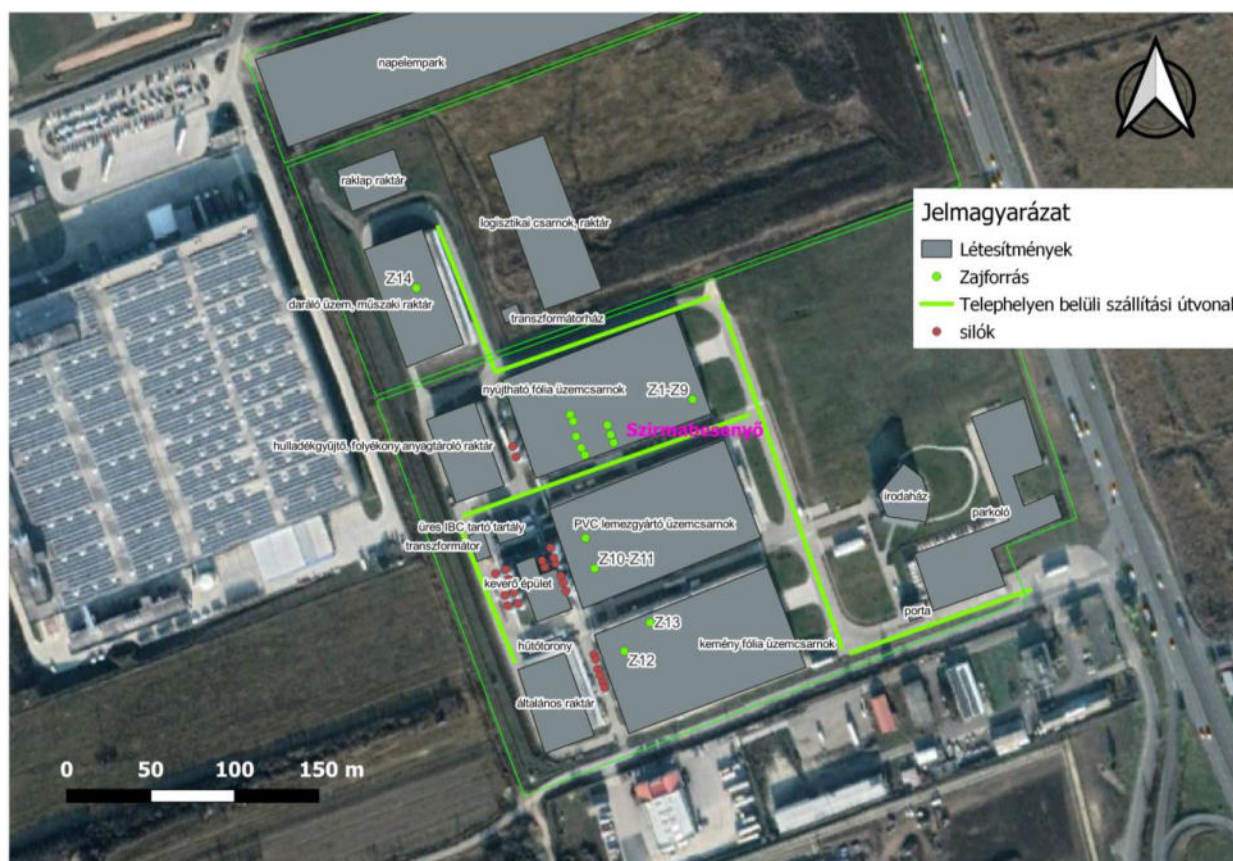 napelempark
raklap raktár
logisztikai csarnok, raktár
Jelmagyarázat
Létesítmények
Zajforrás
Telephelyen belüli szállítási útvonal
silók
Z14
daráló üzem, műszaki raktár
transzformátorház
nyújtható fólia üzemcsarnok
Z1-Z9
Szirmabesenyő
hulladékgyűjtő, folyékony anyagtároló raktár
irodaház
parkoló
üres IBC tartó tartály
PVC lemezgyártó üzemcsarnok
transzformátor
Z10-Z11
keverő épület
porta
Z13
hűtőtorony
kemény fólia üzemcsarnok
Z12
általános raktár
0 50 100 150 m